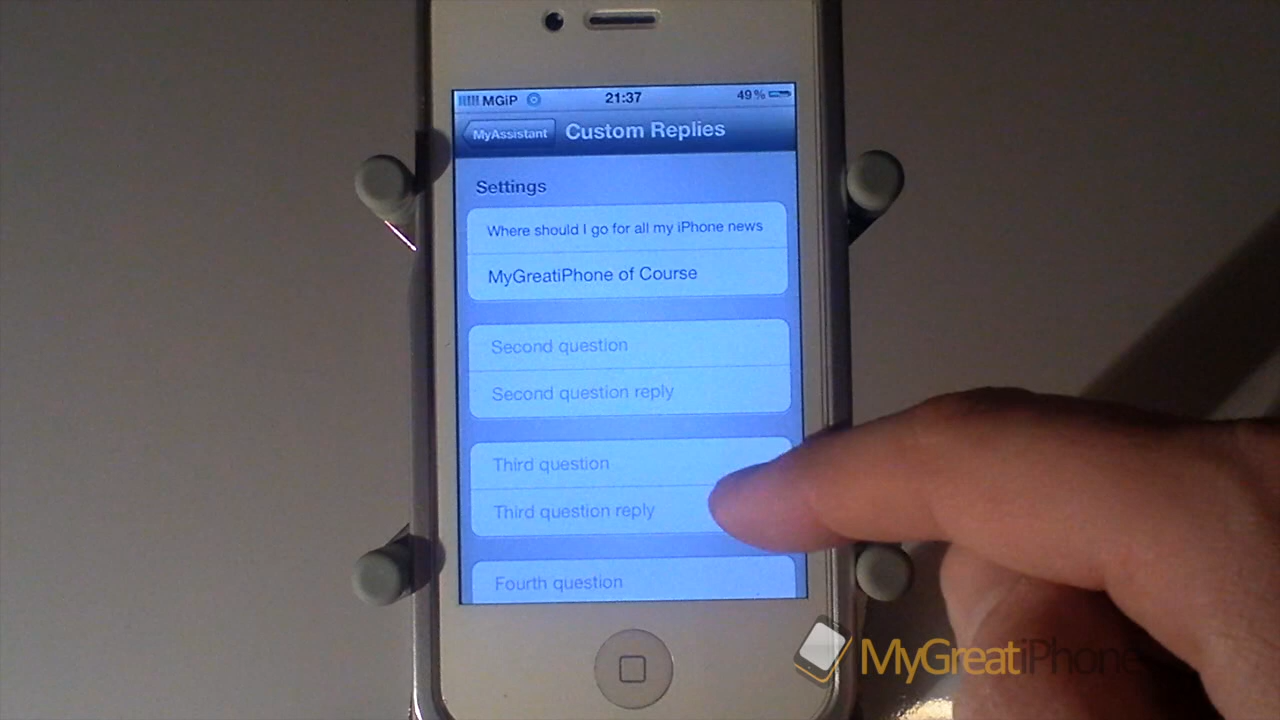 MGiP 21:37 49%
MyAssistant Custom Replies
Settings
Where should I go for all my iPhone news
MyGreatiPhone of Course
Second question
Second question reply
Third question
Third question reply
Fourth question
MyGreatiPhone